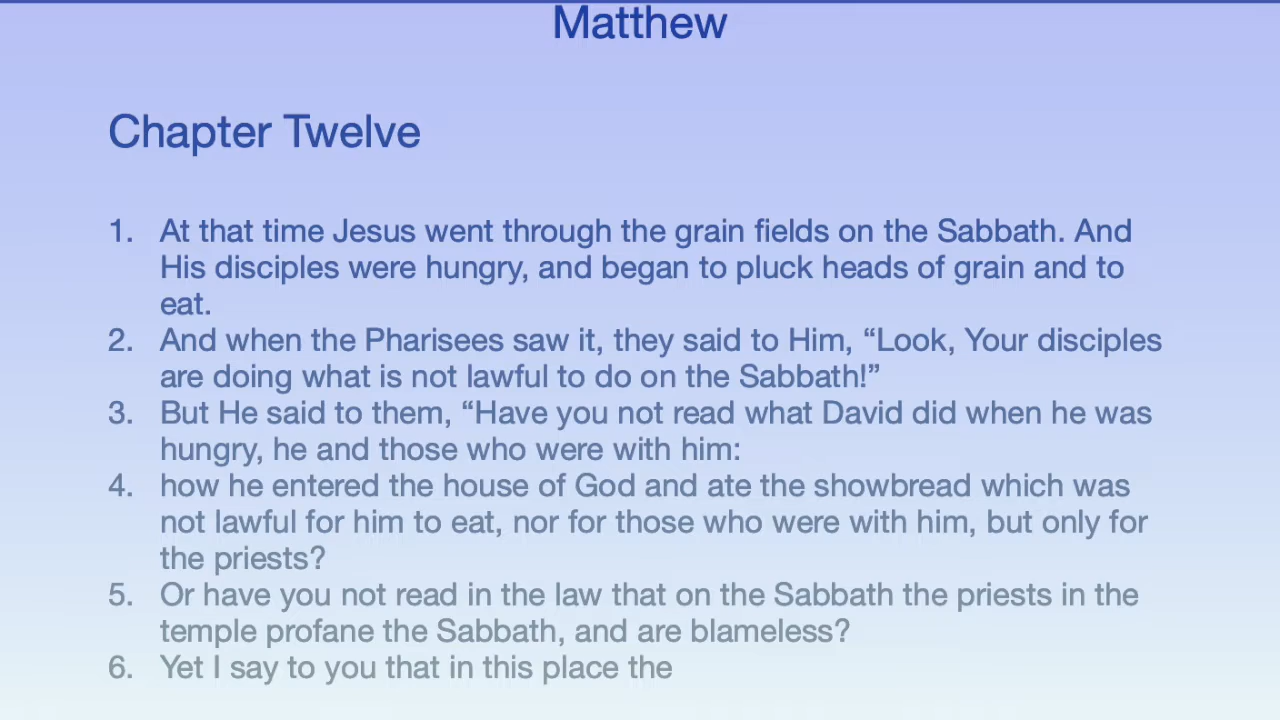 Matthew
Chapter Twelve
1. At that time Jesus went through the grain fields on the Sabbath. And
His disciples were hungry, and began to pluck heads of grain and to
eat.
2. And when the Pharisees saw it, they said to Him, “Look, Your disciples
are doing what is not lawful to do on the Sabbath!”
3. But He said to them, “Have you not read what David did when he was
hungry, he and those who were with him:
4. how he entered the house of God and ate the showbread which was
not lawful for him to eat, nor for those who were with him, but only for
the priests?
5. Or have you not read in the law that on the Sabbath the priests in the
temple profane the Sabbath, and are blameless?
6. Yet I say to you that in this place the